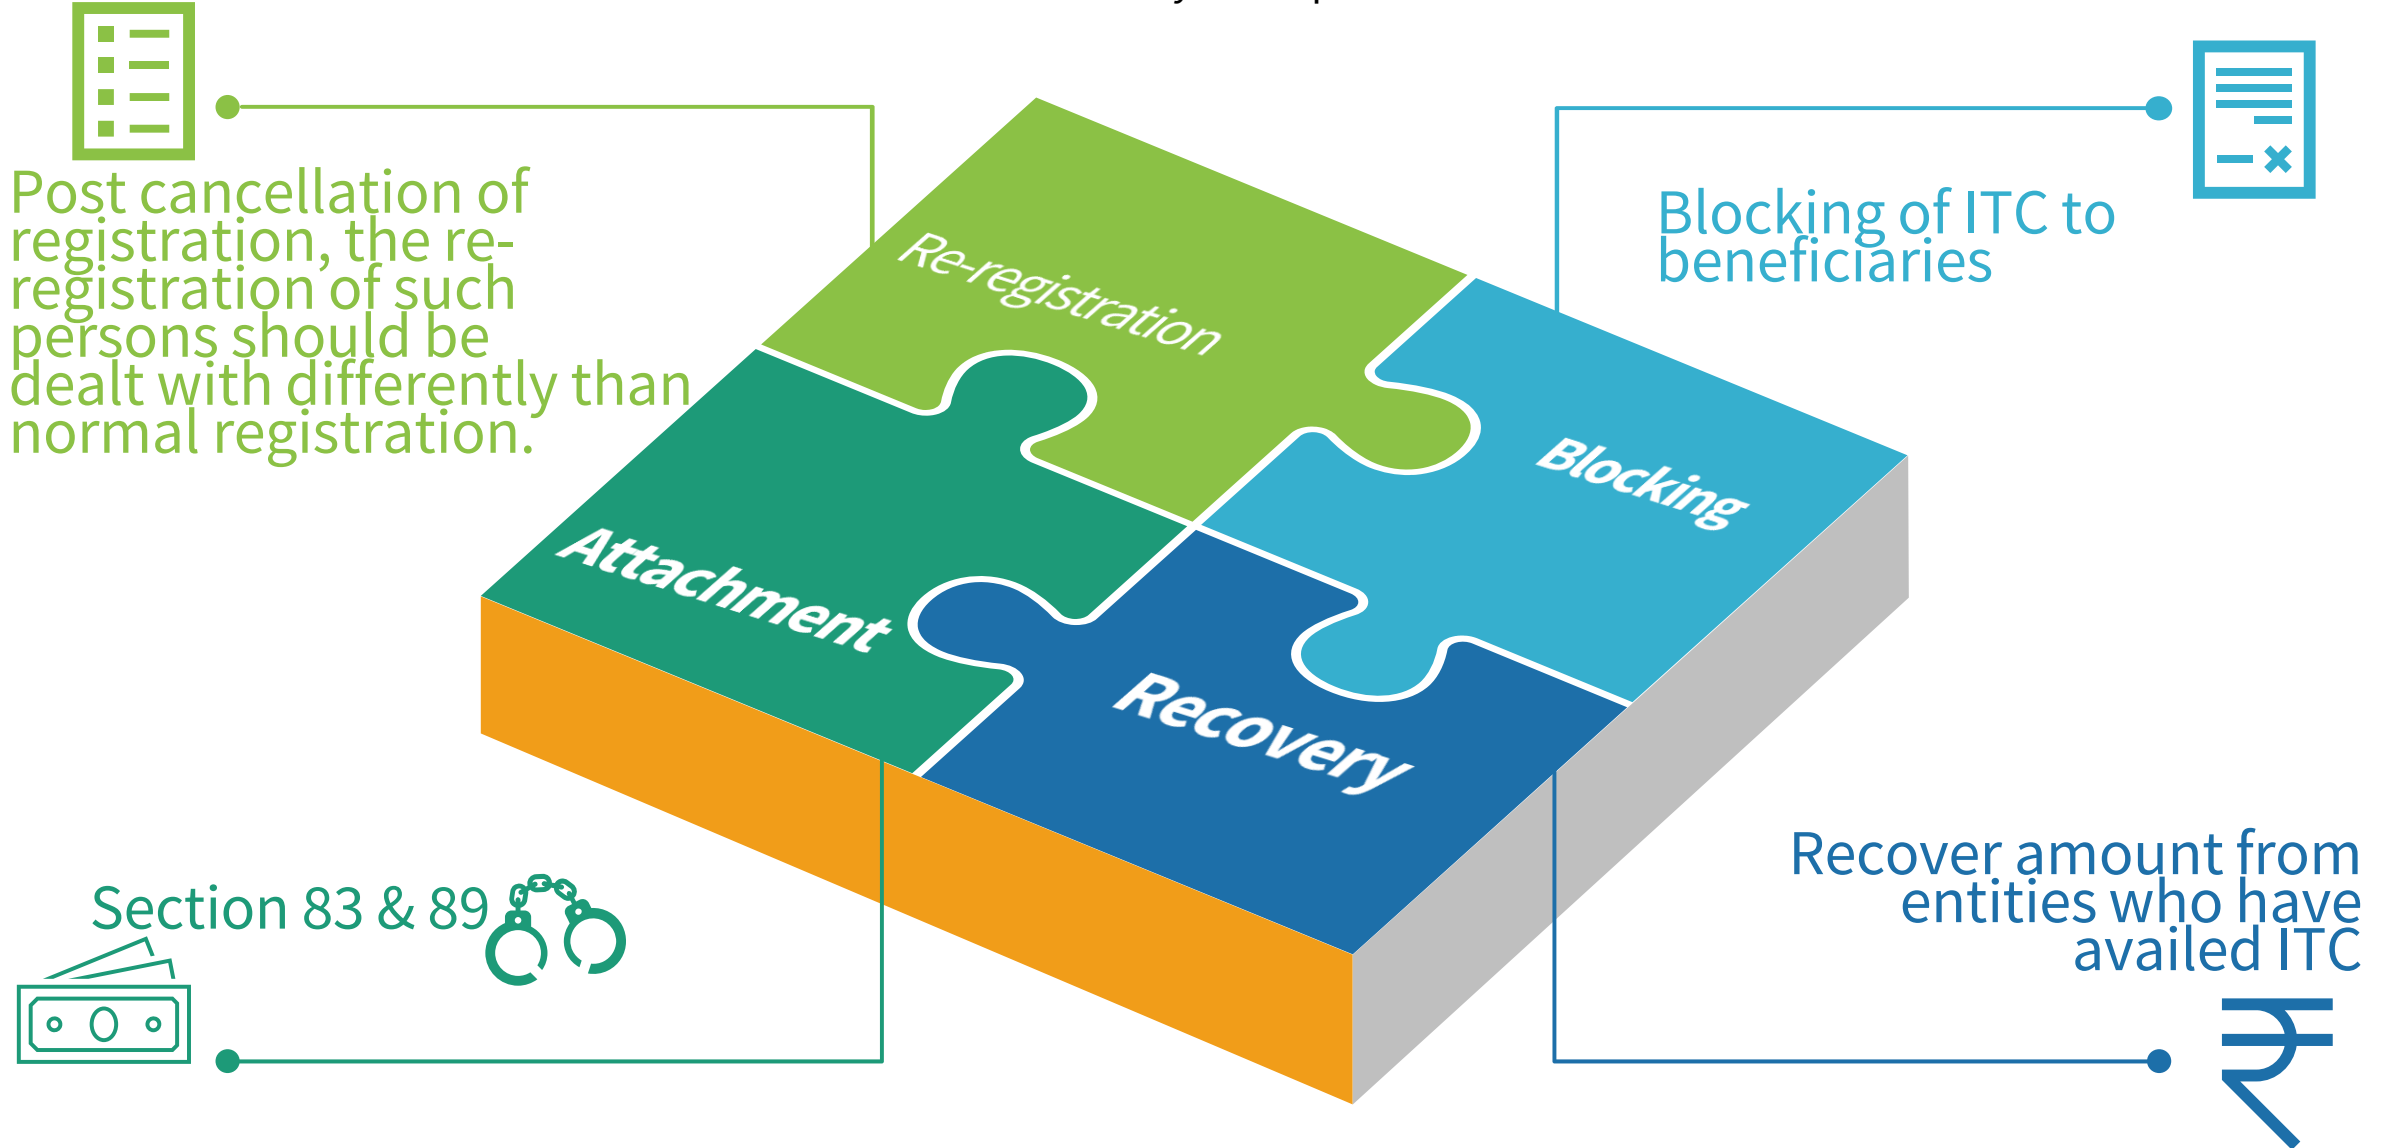 Post cancellation of
registration, the re-
registration of such
persons should be
dealt with differently than
normal registration.
Blocking of ITC to
beneficiaries
Re-registration
Blocking
Attachment
Recovery
Section 83 & 89
Recover amount from
entities who have
availed ITC